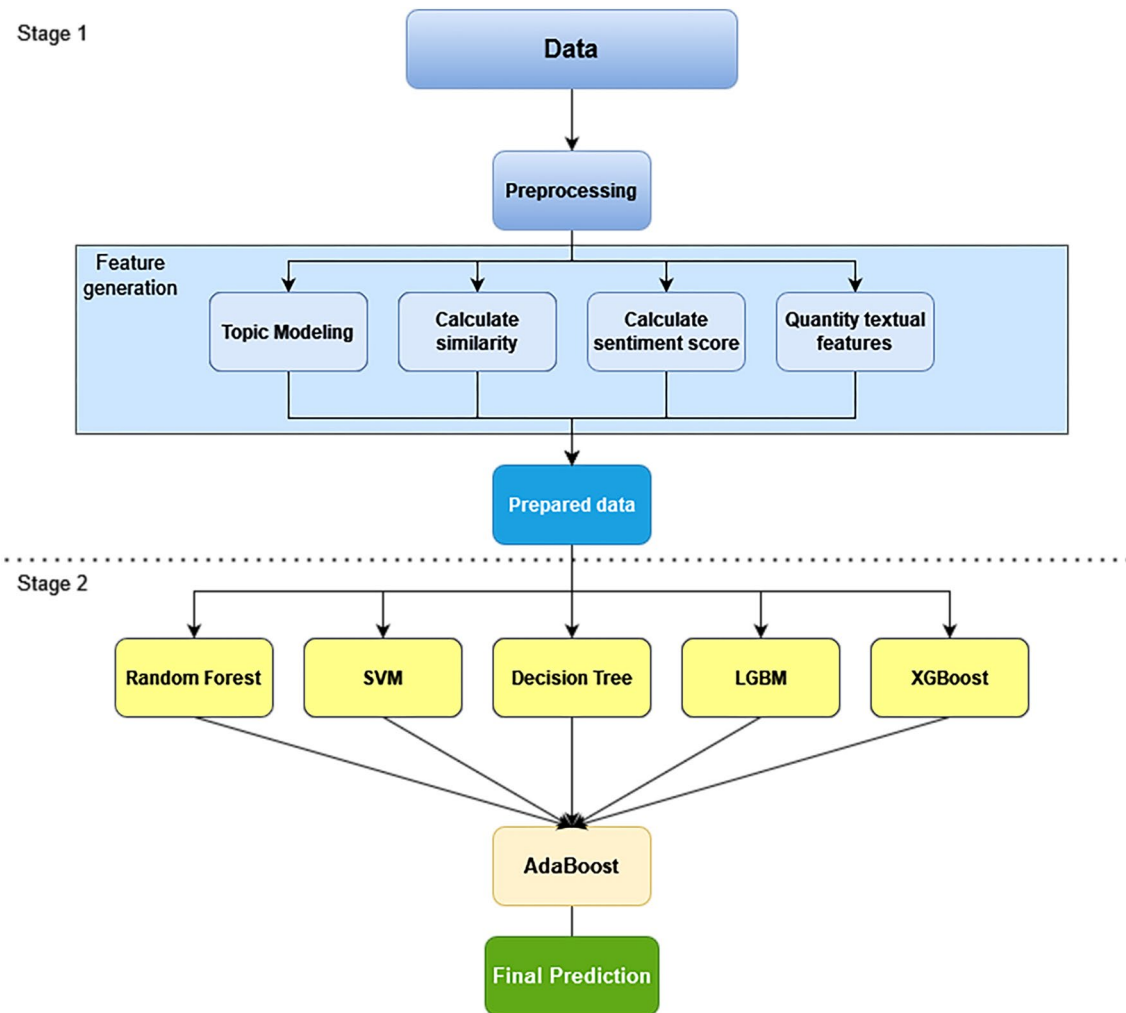 Stage 1
Data
Preprocessing
Feature
generation
Topic Modeling
Calculate
similarity
Calculate
sentiment score
Quantity textual
features
Prepared data
Stage 2
Random Forest
SVM
Decision Tree
LGBM
XGBoost
AdaBoost
Final Prediction